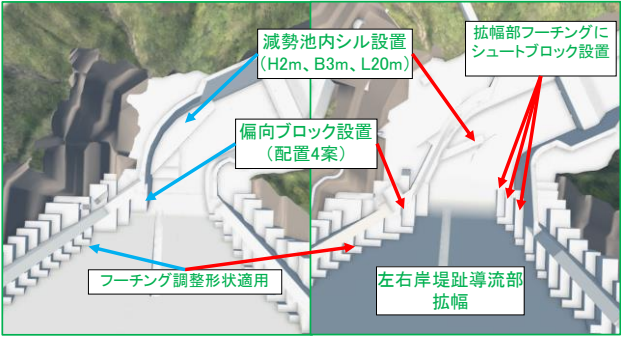 減勢池内シル設置
（H2m、B3m、L20m）
拡幅部フーチングに
シュートブロック設置
偏向ブロック設置
（配置4案）
フーチング調整形状適用
左右岸堤趾導流部
拡幅